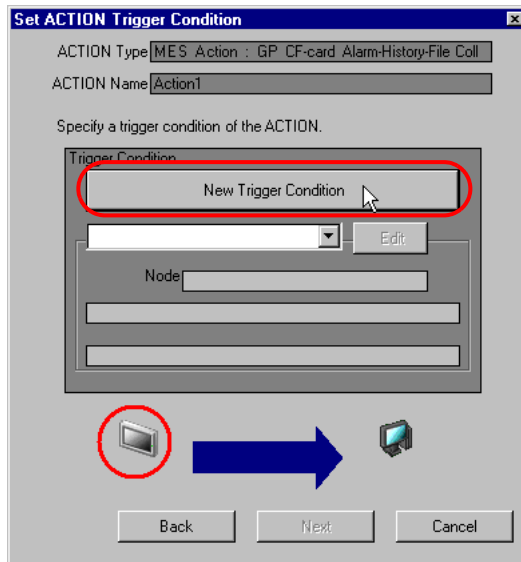 Set ACTION Trigger Condition
ACTION Type MES Action : GP CF-card Alarm-History-File Coll
ACTION Name Action1
Specify a trigger condition of the ACTION.
Trigger Condition
New Trigger Condition
Edit
Node
Back Next Cancel